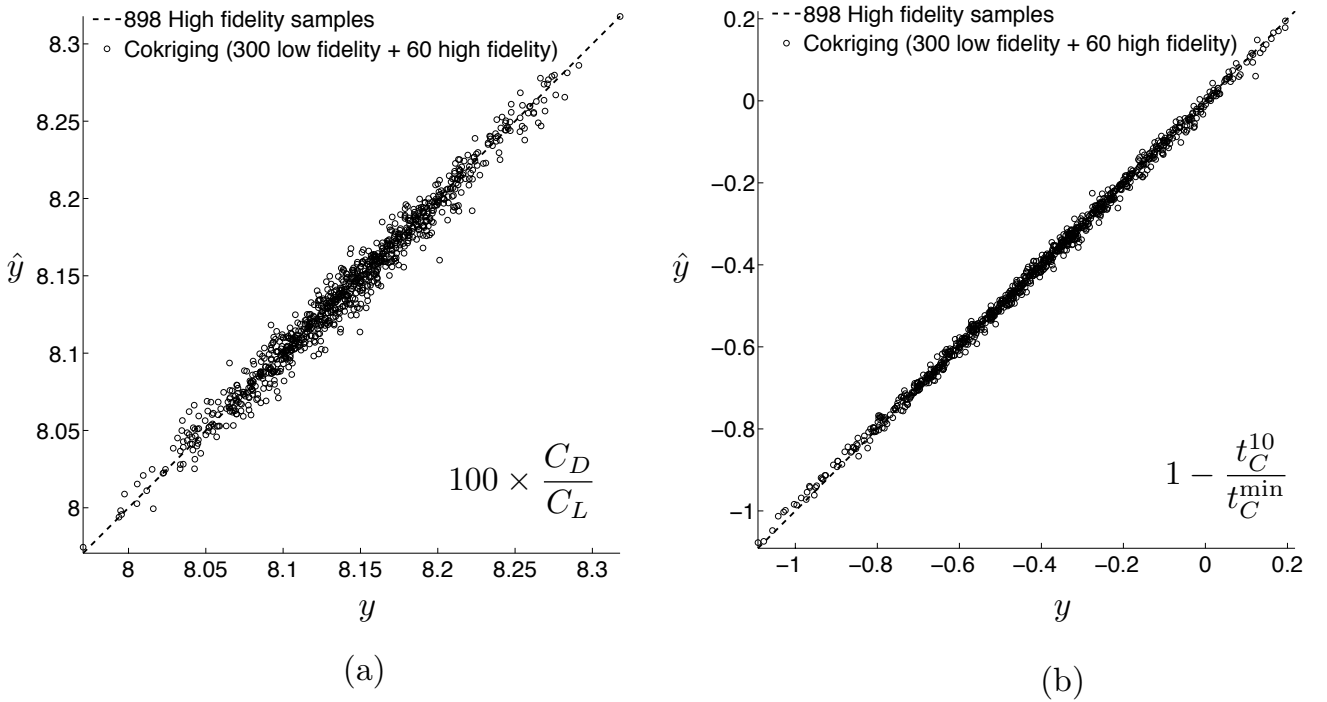 898 High fidelity samples
Cokriging (300 low fidelity + 60 high fidelity)
8.3
8.25
8.2
8.15
8.1
8.05
8
ŷ
100 × C_D / C_L
8 8.05 8.1 8.15 8.2 8.25 8.3
y
(a)
898 High fidelity samples
Cokriging (300 low fidelity + 60 high fidelity)
0.2
0
−0.2
−0.4
−0.6
−0.8
−1
ŷ
1 − t_C^10 / t_C^min
−1 −0.8 −0.6 −0.4 −0.2 0 0.2
y
(b)